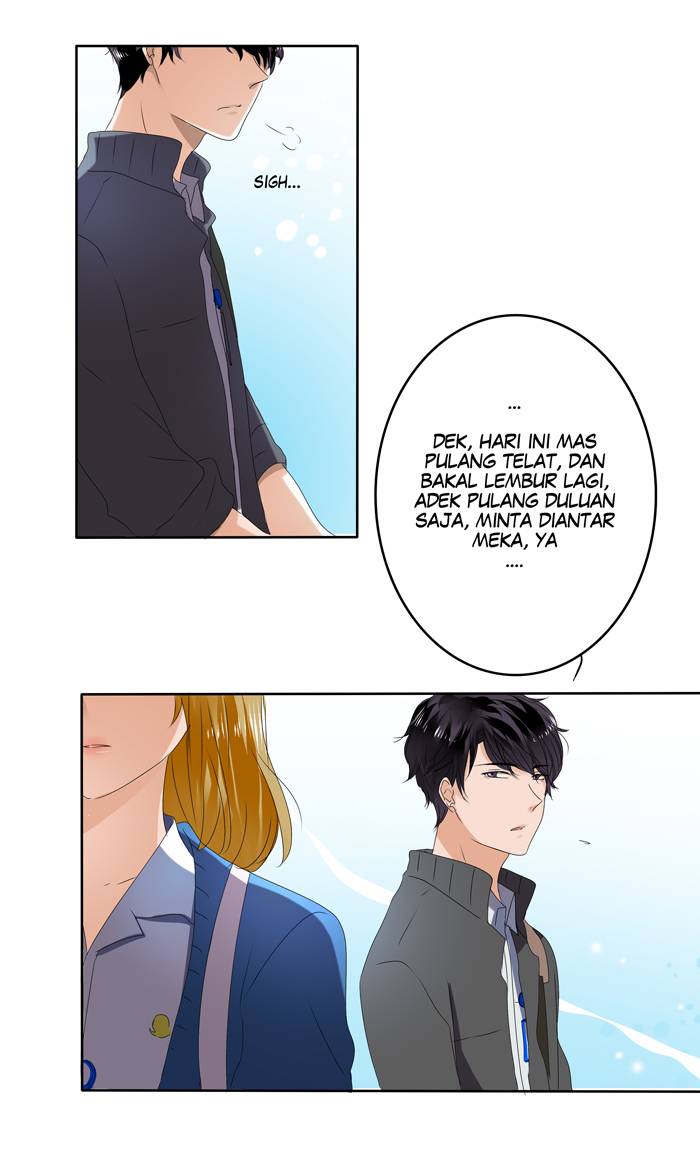 SIGH...
...
DEK, HARI INI MAS
PULANG TELAT, DAN
BAKAL LEMBUR LAGI,
ADEK PULANG DULUAN
SAJA, MINTA DIANTAR
MEKA, YA
....